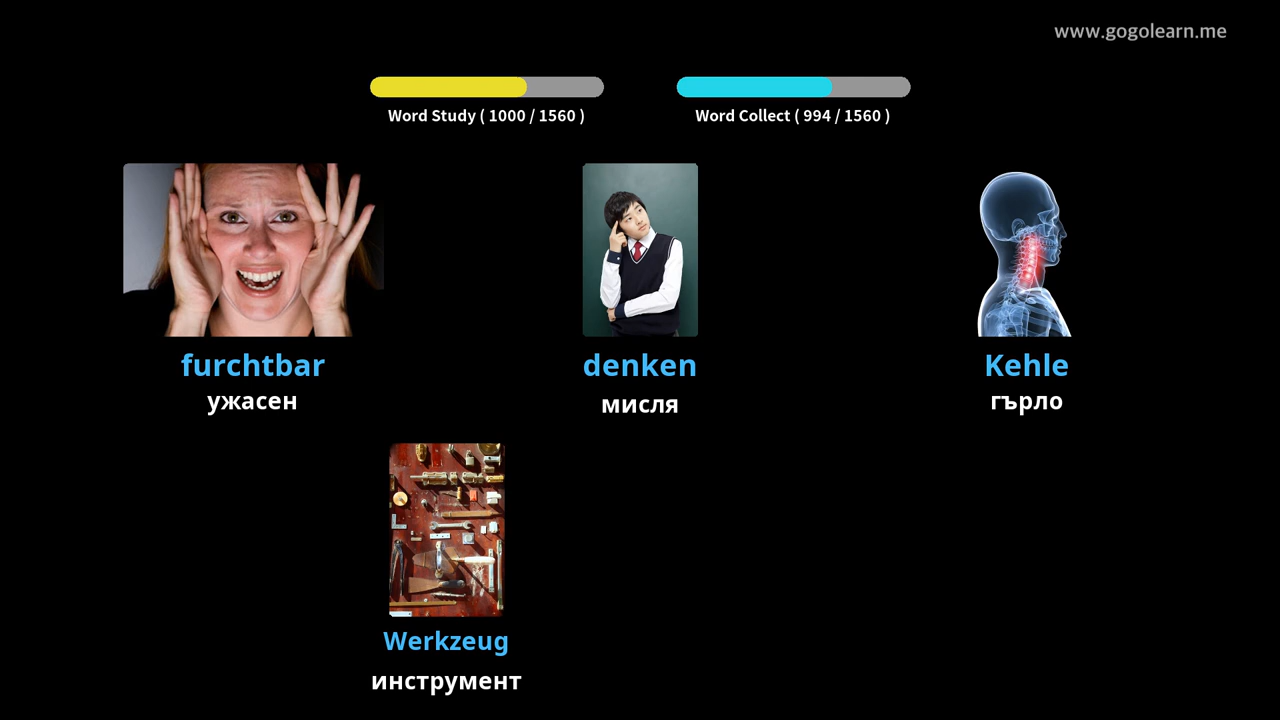 www.gogolearn.me
Word Study ( 1000 / 1560 )
Word Collect ( 994 / 1560 )
furchtbar
ужасен
denken
мисля
Kehle
гърло
Werkzeug
инструмент